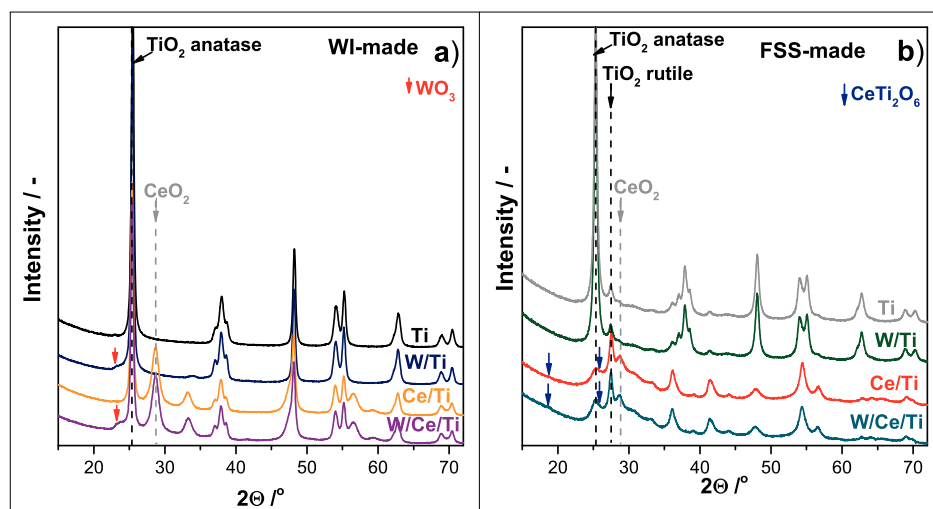 TiO₂ anatase
WI-made
a)
WO₃
CeO₂
Intensity / -
Ti
W/Ti
Ce/Ti
W/Ce/Ti
20 30 40 50 60 70
2Θ /°
TiO₂ anatase
FSS-made
b)
TiO₂ rutile
CeTi₂O₆
CeO₂
Intensity / -
Ti
W/Ti
Ce/Ti
W/Ce/Ti
20 30 40 50 60 70
2Θ /°